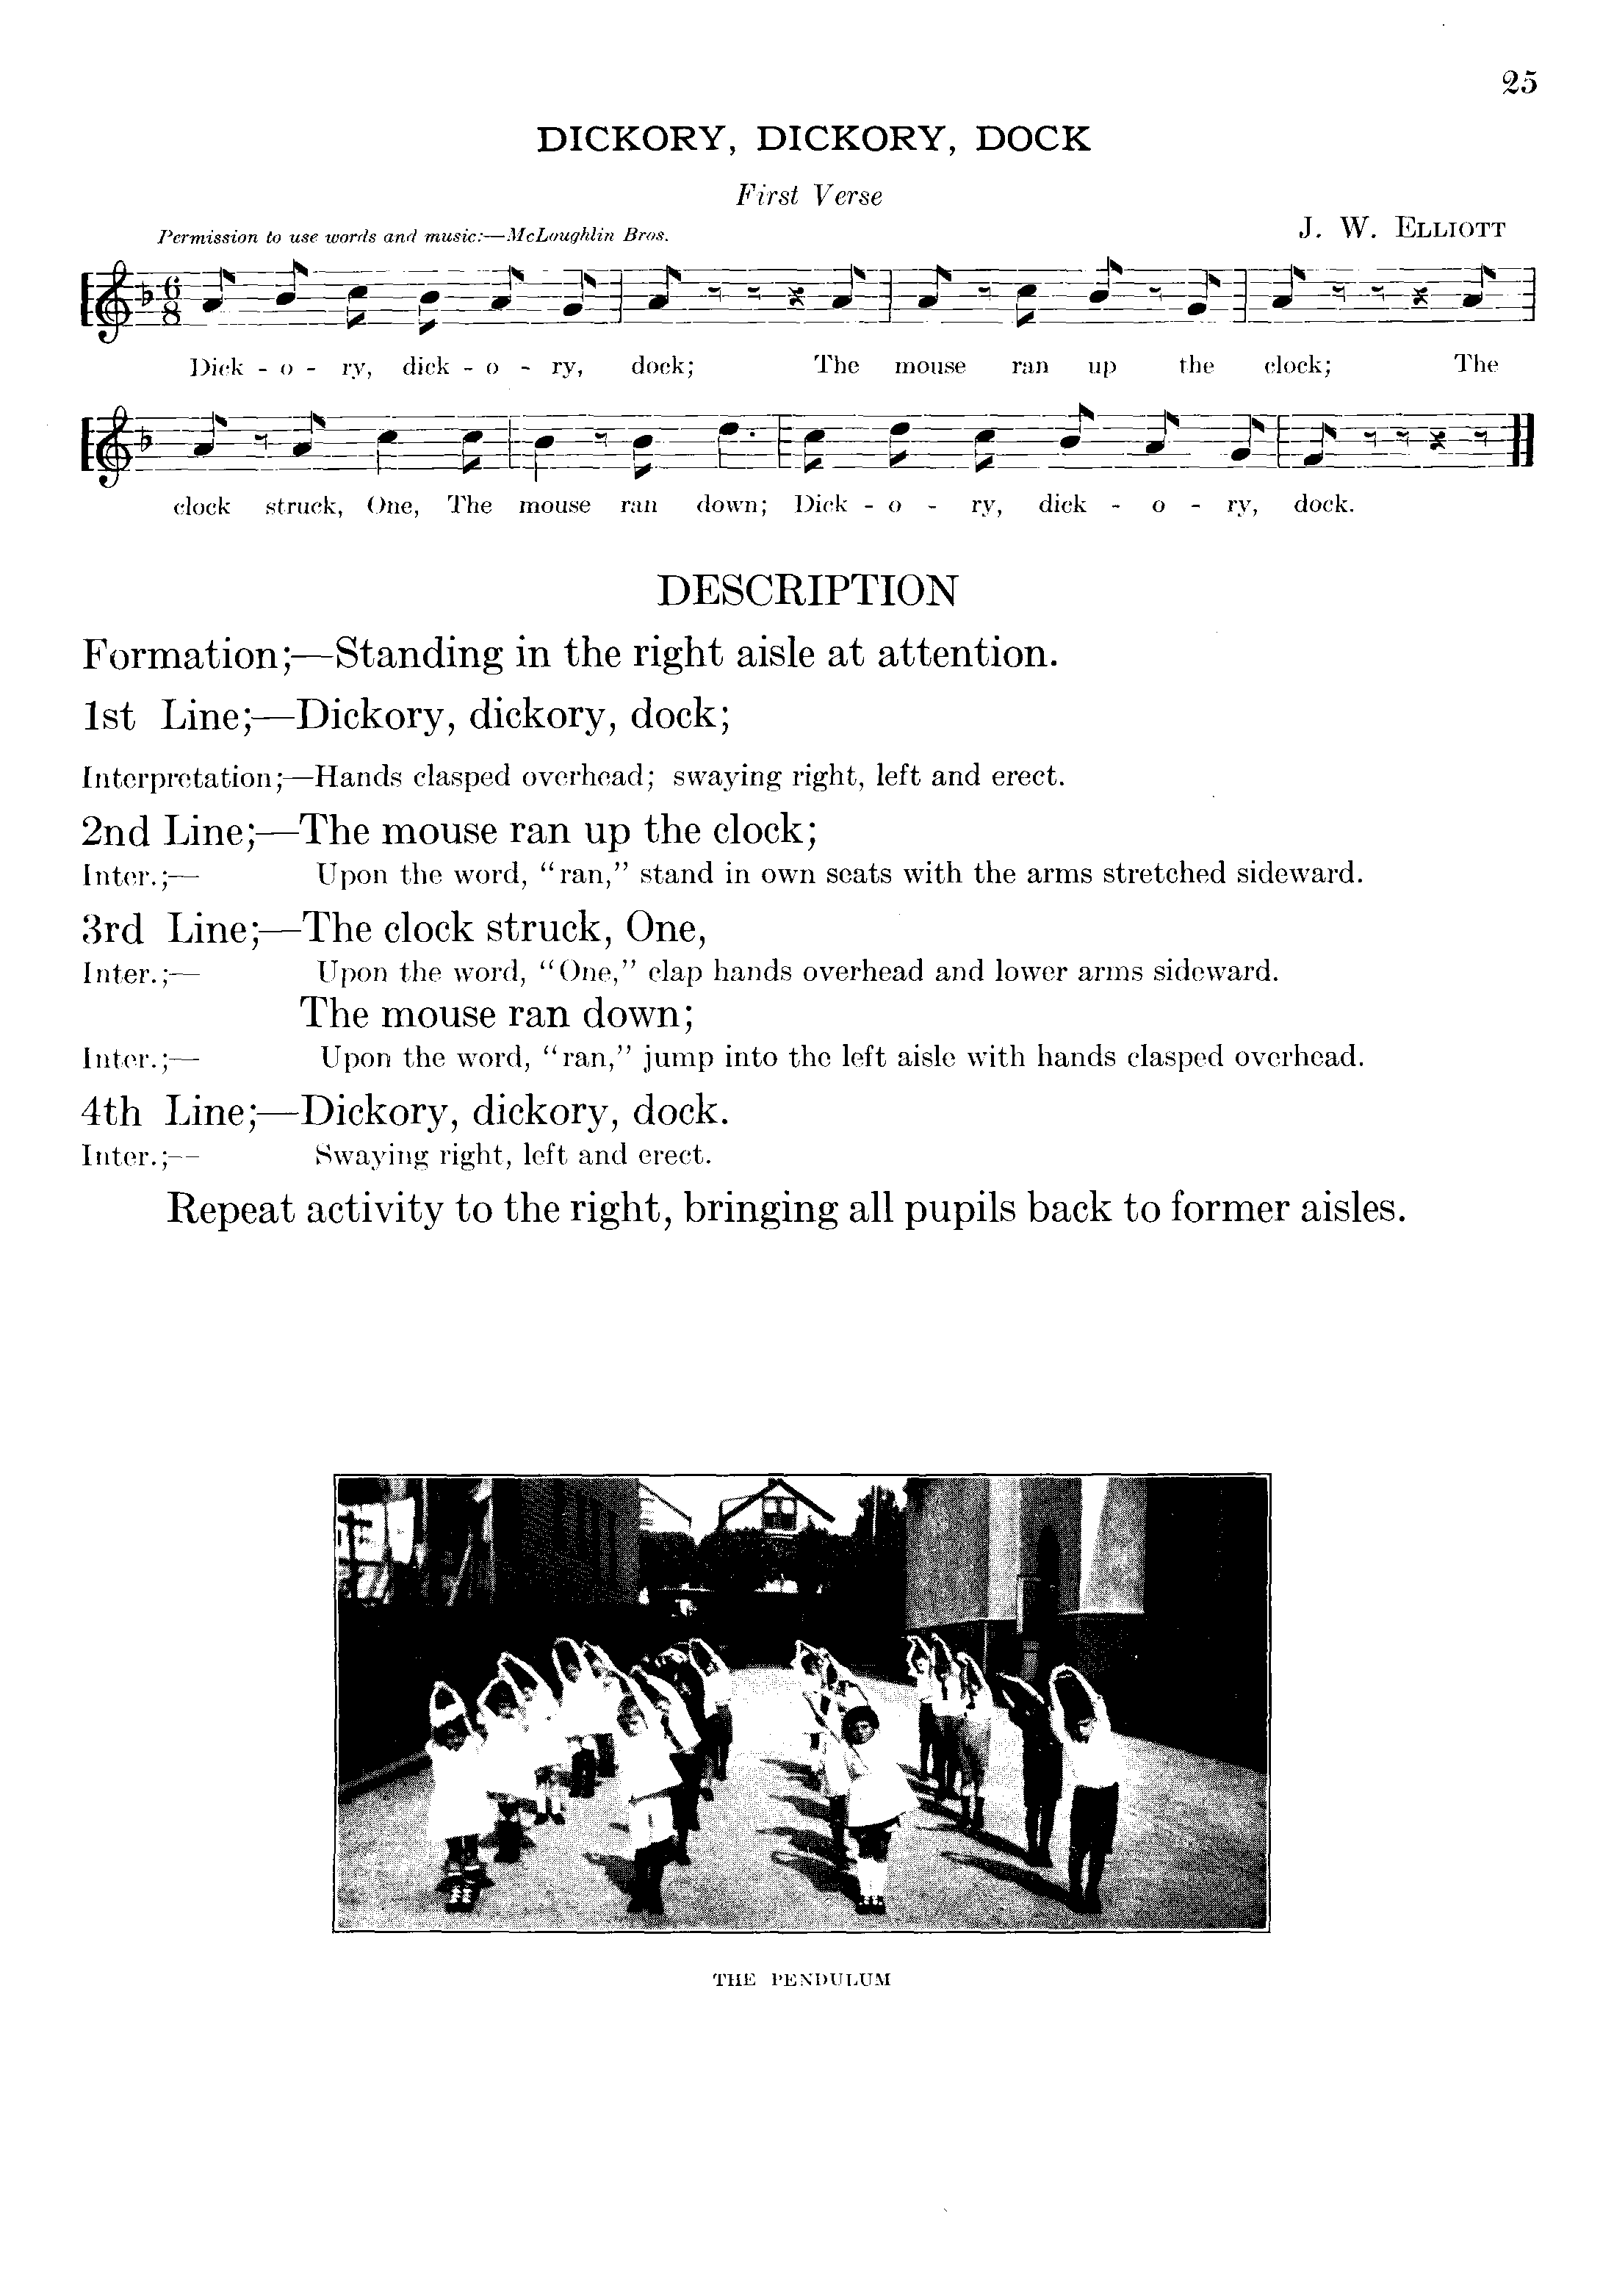 25
DICKORY, DICKORY, DOCK
First Verse
Permission to use words and music:—McLoughlin Bros.
J. W. ELLIOTT
6
8
Dick - o - ry, dick - o - ry, dock; The mouse ran up the clock; The
clock struck, One, The mouse ran down; Dick - o - ry, dick - o - ry, dock.
DESCRIPTION
Formation;—Standing in the right aisle at attention.
1st Line;—Dickory, dickory, dock;
Interpretation;—Hands clasped overhead; swaying right, left and erect.
2nd Line;—The mouse ran up the clock;
Inter.;— Upon the word, “ran,” stand in own seats with the arms stretched sideward.
3rd Line;—The clock struck, One,
Inter.;— Upon the word, “One,” clap hands overhead and lower arms sideward.
The mouse ran down;
Inter.;— Upon the word, “ran,” jump into the left aisle with hands clasped overhead.
4th Line;—Dickory, dickory, dock.
Inter.;— Swaying right, left and erect.
Repeat activity to the right, bringing all pupils back to former aisles.
THE PENDULUM